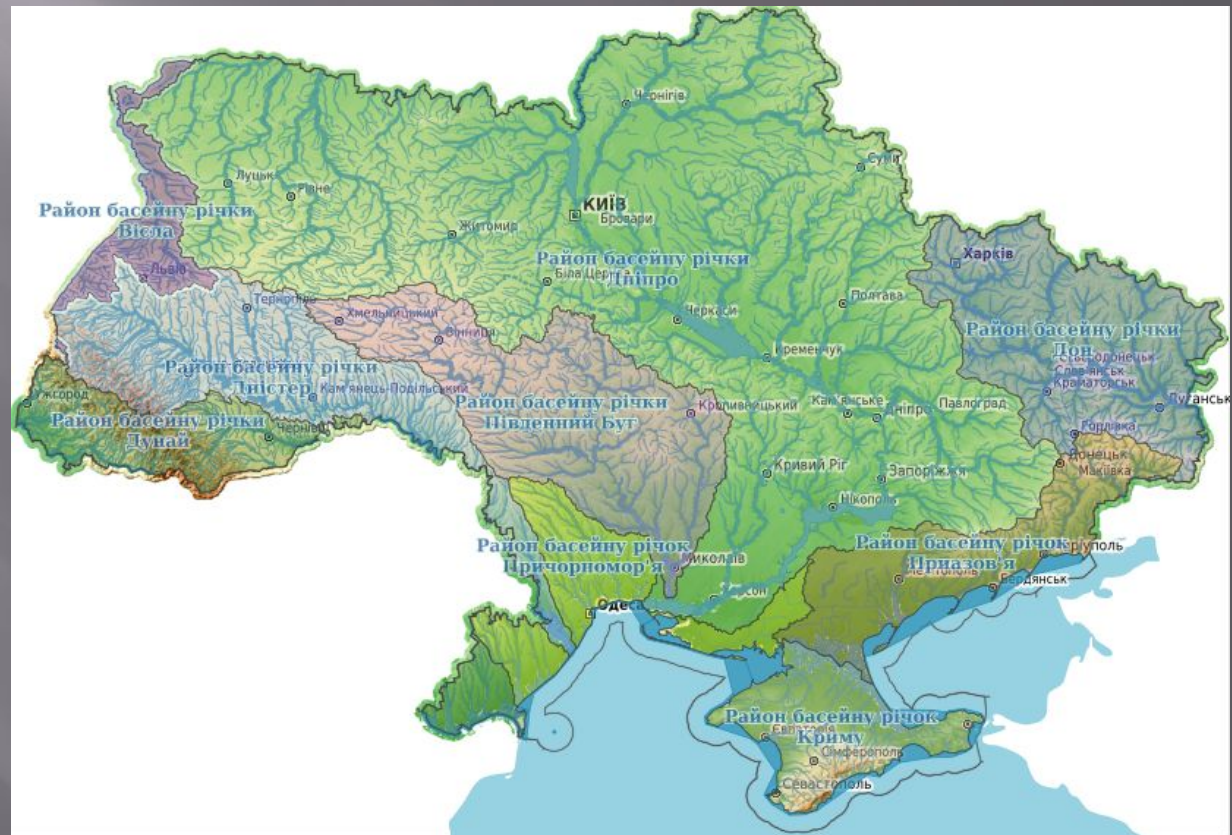 Чернігів
Суми
Луцьк
Рівне
КИЇВ
Бровари
Житомир
Район басейну річки
Вісла
Район басейну річки
Дніпро
Біла Церква
Харків
Львів
Тернопіль
Полтава
Хмельницький
Черкаси
Вінниця
Район басейну річки
Дон
Кременчук
Сєвєродонецьк
Слов'янськ
Краматорськ
Район басейну річки
Дністер
Кам'янець-Подільський
Ужгород
Район басейну річки
Південний Буг
Кропивницький
Кам'янське
Дніпро
Павлоград
Луганськ
Район басейну річки
Дунай
Чернівці
Горлівка
Донецьк
Макіївка
Кривий Ріг
Запоріжжя
Нікополь
Район басейну річок
Причорномор'я
Миколаїв
Район басейну річок
Приазов'я
Маріуполь
Мелітополь
Бердянськ
Херсон
Одеса
Район басейну річок
Криму
Євпаторія
Сімферополь
Севастополь